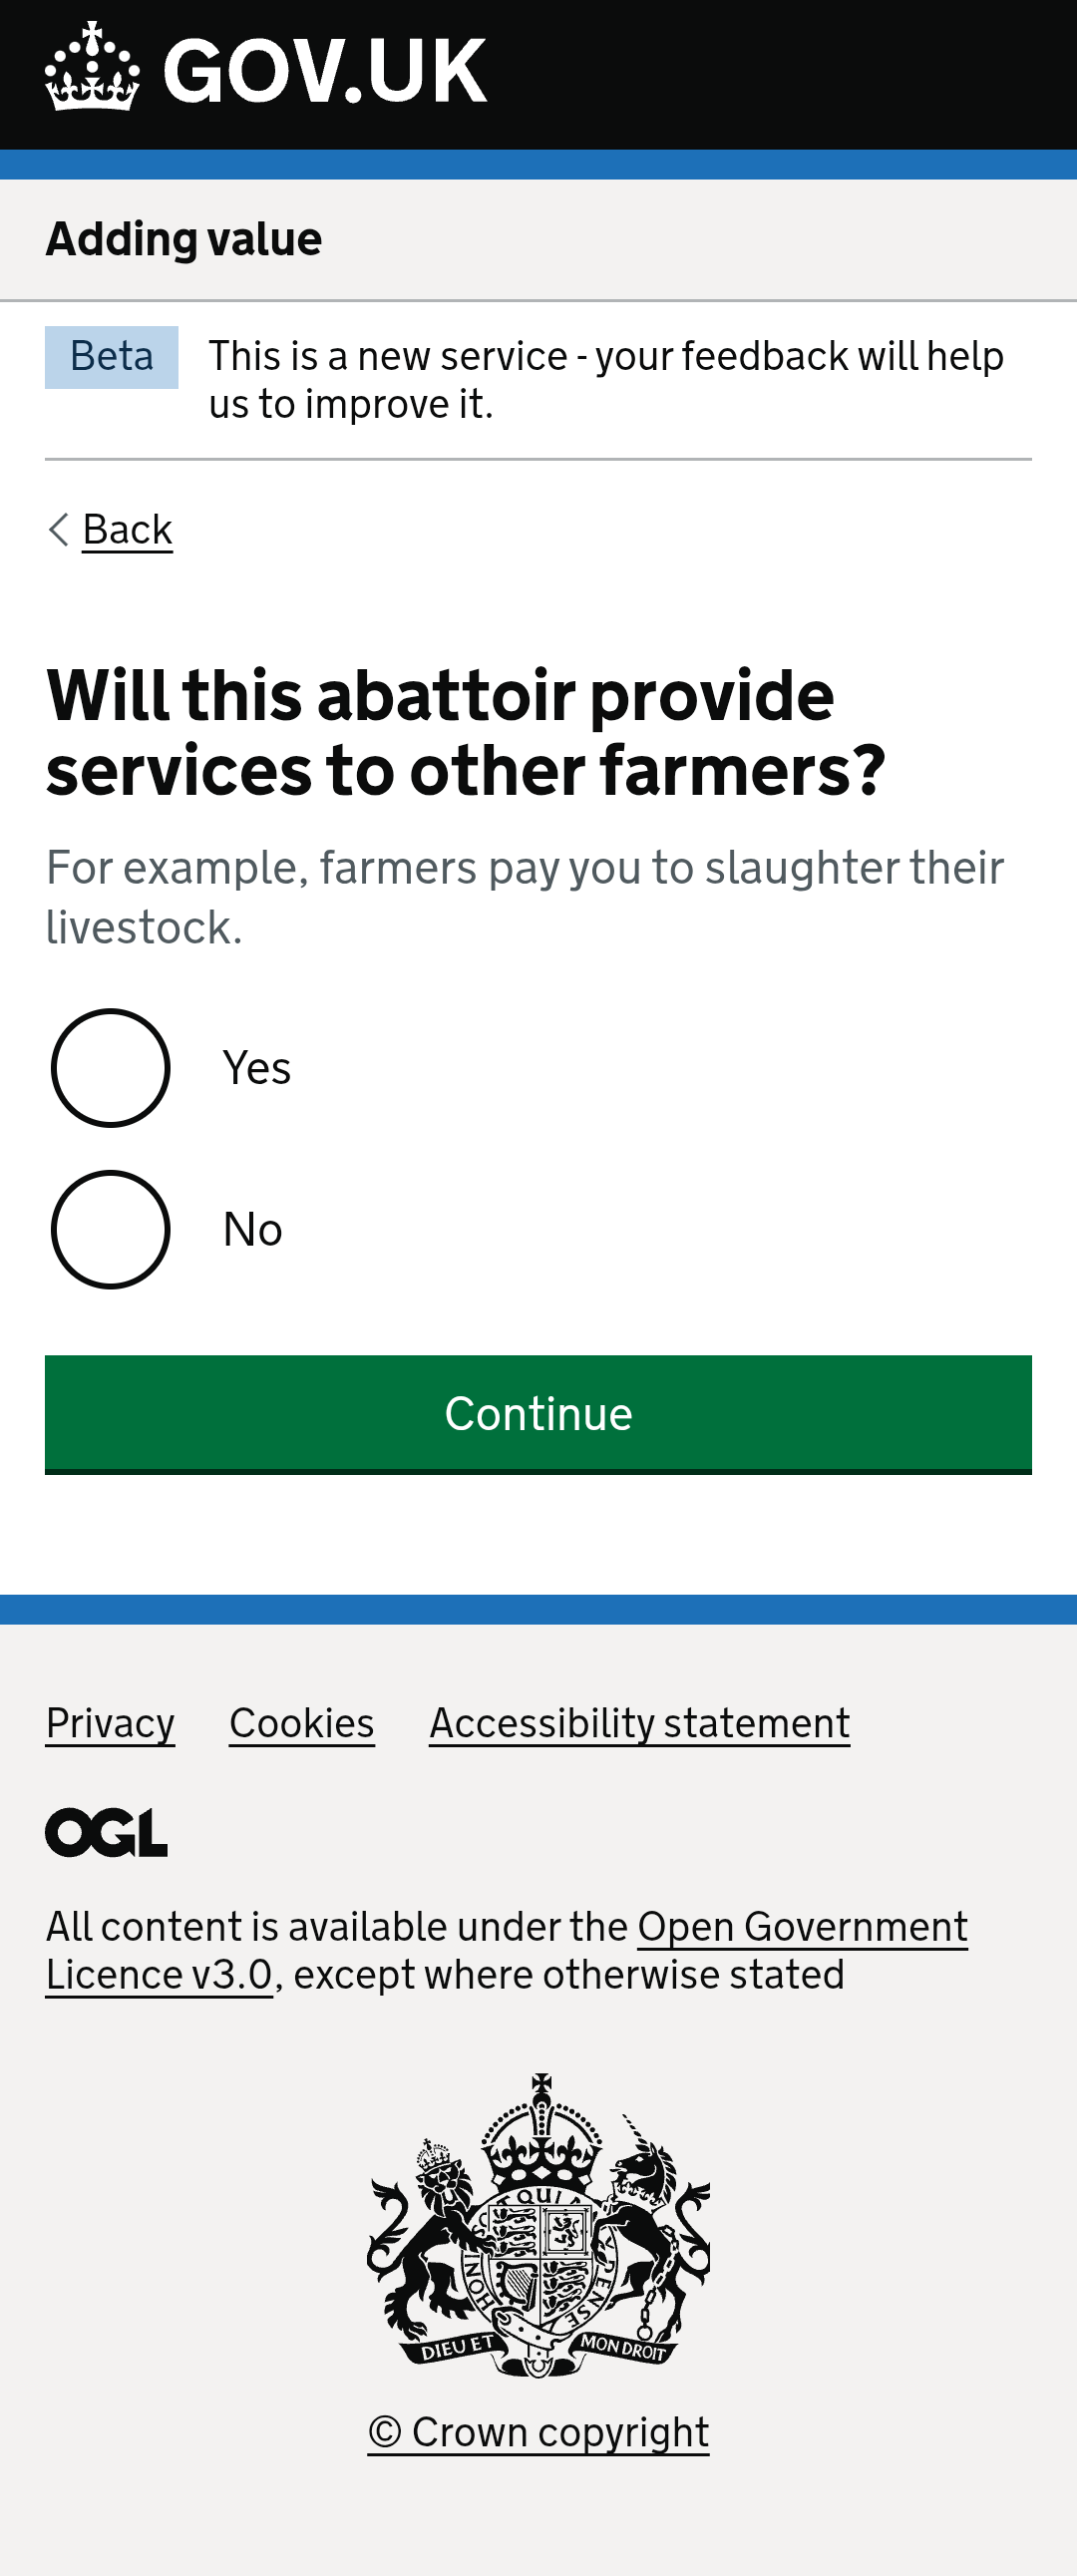 GOV.UK
Adding value
Beta
This is a new service - your feedback will help
us to improve it.
Back
Will this abattoir provide
services to other farmers?
For example, farmers pay you to slaughter their
livestock.
Yes
No
Continue
Privacy Cookies Accessibility statement
OGL
All content is available under the Open Government
Licence v3.0, except where otherwise stated
QUI
HONI
PENSE
DIEU ET MON DROIT
© Crown copyright